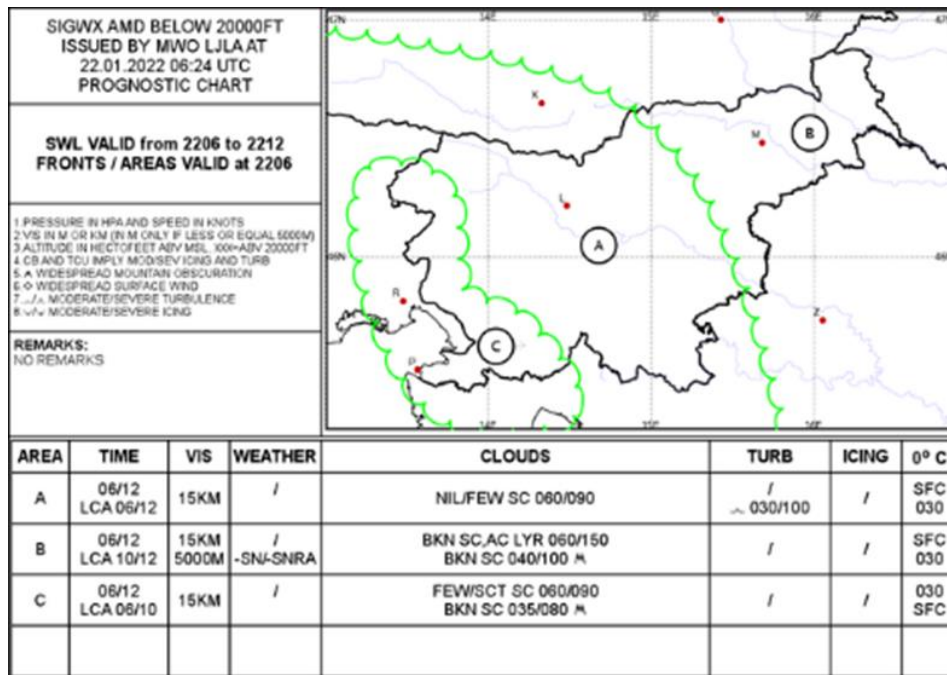 SIGWX AMD BELOW 20000FT
ISSUED BY MWO LJLA AT
22.01.2022 06:24 UTC
PROGNOSTIC CHART
SWL VALID from 2206 to 2212
FRONTS / AREAS VALID at 2206
1 PRESSURE IN HPA AND SPEED IN KNOTS
2 VIS IN M OR KM (IN M ONLY IF LESS OR EQUAL 5000M)
3 ALTITUDE IN HECTOFEET ABV MSL. XXX=ABV 20000FT
4 CB AND TCU IMPLY MOD/SEV ICING AND TURB
5 WIDESPREAD MOUNTAIN OBSCURATION
6 WIDESPREAD SURFACE WIND
7 MODERATE/SEVERE TURBULENCE
8 MODERATE/SEVERE ICING
REMARKS:
NO REMARKS
47N 14E 15E 16E 47N
K
M
B
L
A
46N
R
Z
C
P
14E 15E 16E
AREA TIME VIS WEATHER CLOUDS TURB ICING 0° C
A 06/12 15KM / NIL/FEW SC 060/090 / / SFC
LCA 06/12 030/100 030
B 06/12 15KM / BKN SC,AC LYR 060/150 / / SFC
LCA 10/12 5000M -SN/-SNRA BKN SC 040/100 030
C 06/12 15KM / FEW/SCT SC 060/090 / / 030
LCA 06/10 BKN SC 035/080 SFC